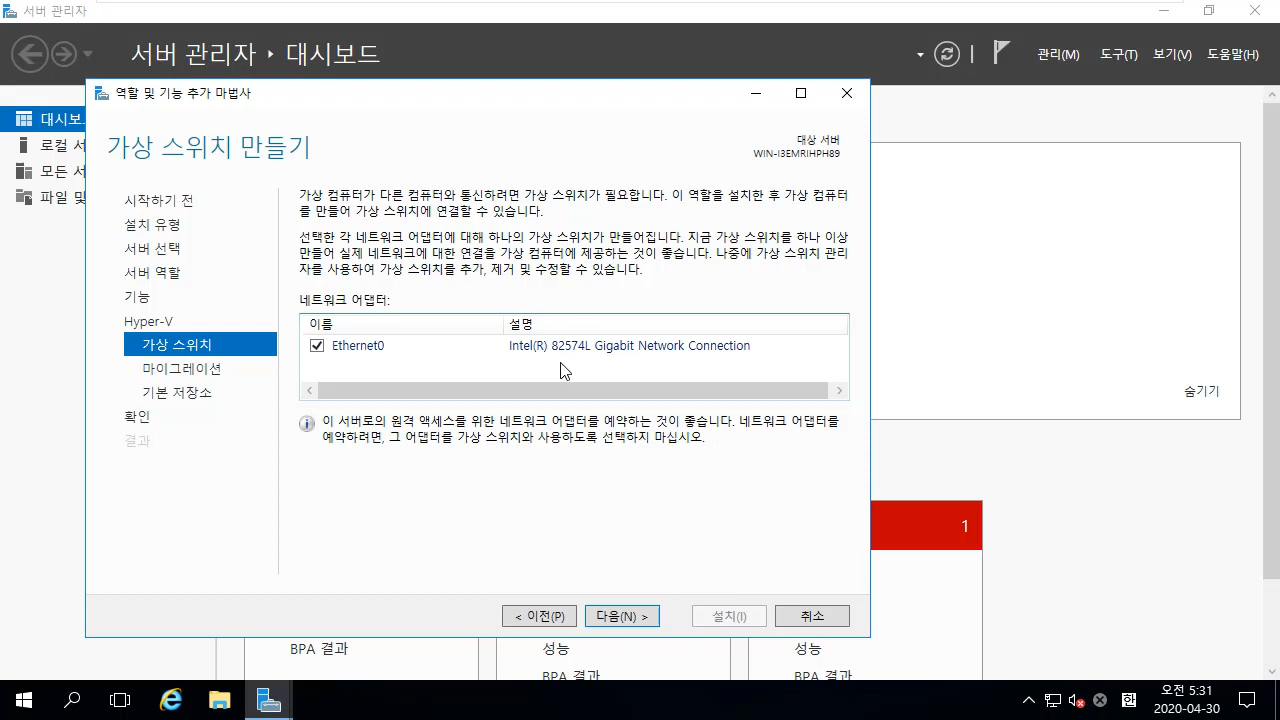 서버 관리자
서버 관리자 ‣ 대시보드
관리(M) 도구(T) 보기(V) 도움말(H)
대시보
로컬 서
모든 서
파일 및
역할 및 기능 추가 마법사
가상 스위치 만들기
대상 서버
WIN-I3EMRIHPH89
시작하기 전
설치 유형
서버 선택
서버 역할
기능
Hyper-V
가상 스위치
마이그레이션
기본 저장소
확인
결과
가상 컴퓨터가 다른 컴퓨터와 통신하려면 가상 스위치가 필요합니다. 이 역할을 설치한 후 가상 컴퓨터
를 만들어 가상 스위치에 연결할 수 있습니다.
선택한 각 네트워크 어댑터에 대해 하나의 가상 스위치가 만들어집니다. 지금 가상 스위치를 하나 이상
만들어 실제 네트워크에 대한 연결을 가상 컴퓨터에 제공하는 것이 좋습니다. 나중에 가상 스위치 관리
자를 사용하여 가상 스위치를 추가, 제거 및 수정할 수 있습니다.
네트워크 어댑터:
이름 설명
Ethernet0 Intel(R) 82574L Gigabit Network Connection
이 서버로의 원격 액세스를 위한 네트워크 어댑터를 예약하는 것이 좋습니다. 네트워크 어댑터를
예약하려면, 그 어댑터를 가상 스위치와 사용하도록 선택하지 마십시오.
< 이전(P) 다음(N) > 설치(I) 취소
숨기기
1
BPA 결과 성능 성능
BPA 결과 BPA 결과
한
오전 5:31
2020-04-30